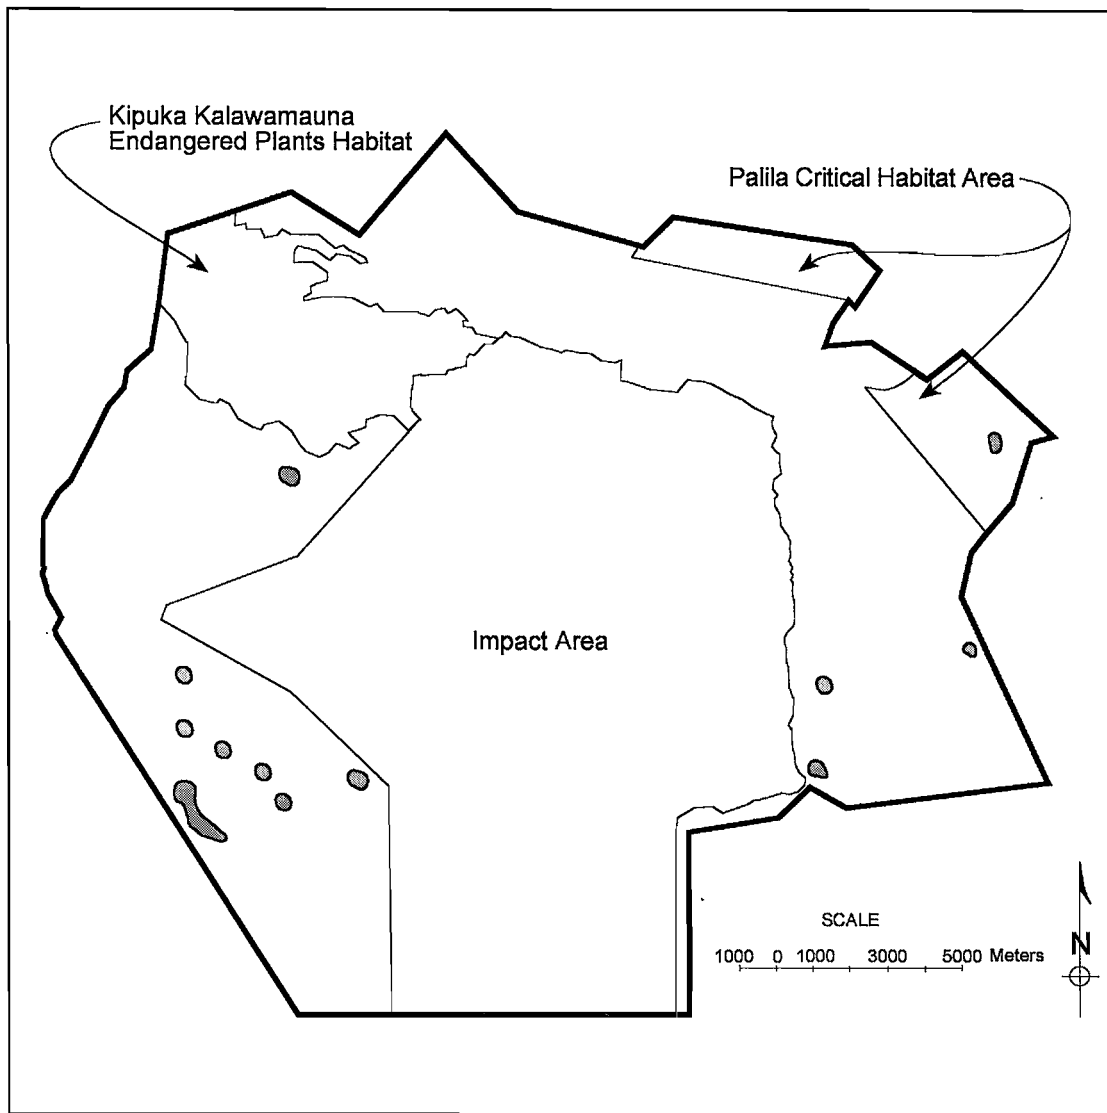 Kipuka Kalawamauna
Endangered Plants Habitat
Palila Critical Habitat Area
Impact Area
SCALE
1000 0 1000 3000 5000 Meters
N